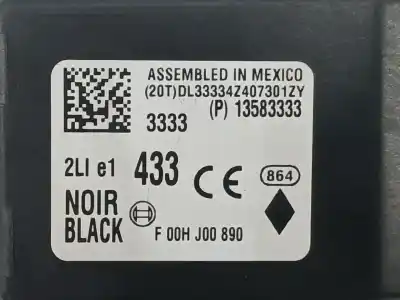 ASSEMBLED IN MEXICO
(20T)DL33334Z407301ZY
(P) 13583333
3333
2LI e1 433 CE 864
NOIR
BLACK F 00H J00 890